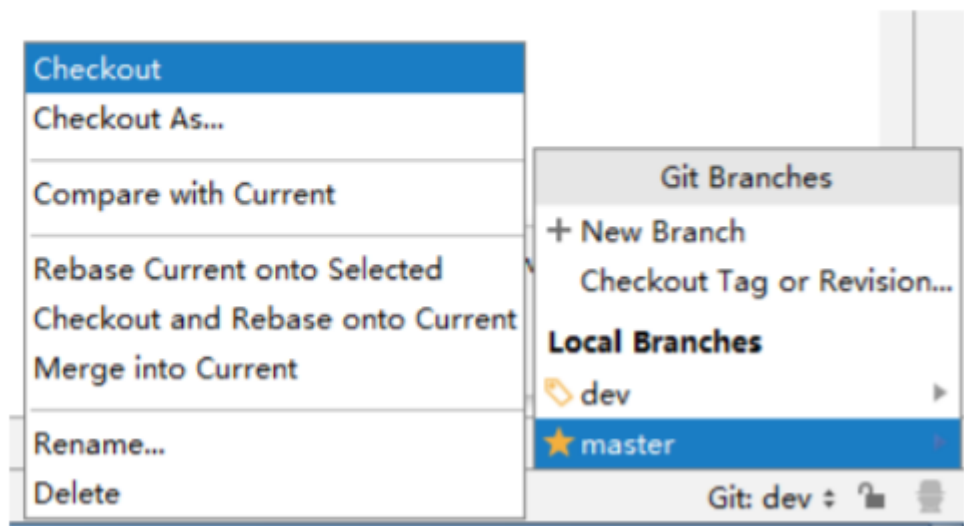 Checkout
Checkout As...
Compare with Current
Rebase Current onto Selected
Checkout and Rebase onto Current
Merge into Current
Rename...
Delete
Git Branches
+ New Branch
Checkout Tag or Revision...
Local Branches
dev
master
Git: dev